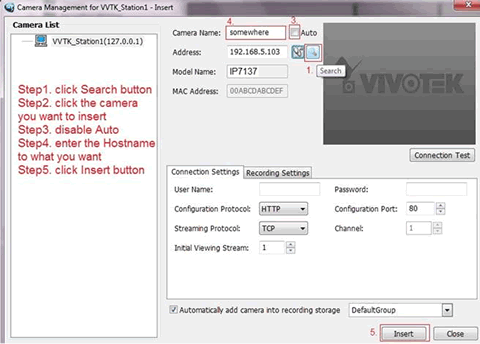 Camera Management for VVTK_Station1 - Insert
Camera List
VVTK_Station1(127.0.0.1)
Step1. click Search button
Step2. click the camera
you want to insert
Step3. disable Auto
Step4. enter the Hostname
to what you want
Step5. click Insert button
4.
3.
Camera Name: somewhere Auto
Address: 192.168.5.103
1. Search
Model Name: IP7137
MAC Address: 00ABCDABCDEF
VIVOTEK
Connection Test
Connection Settings Recording Settings
User Name: Password:
Configuration Protocol: HTTP Configuration Port: 80
Streaming Protocol: TCP Channel: 1
Initial Viewing Stream: 1
Automatically add camera into recording storage DefaultGroup
5. Insert Close